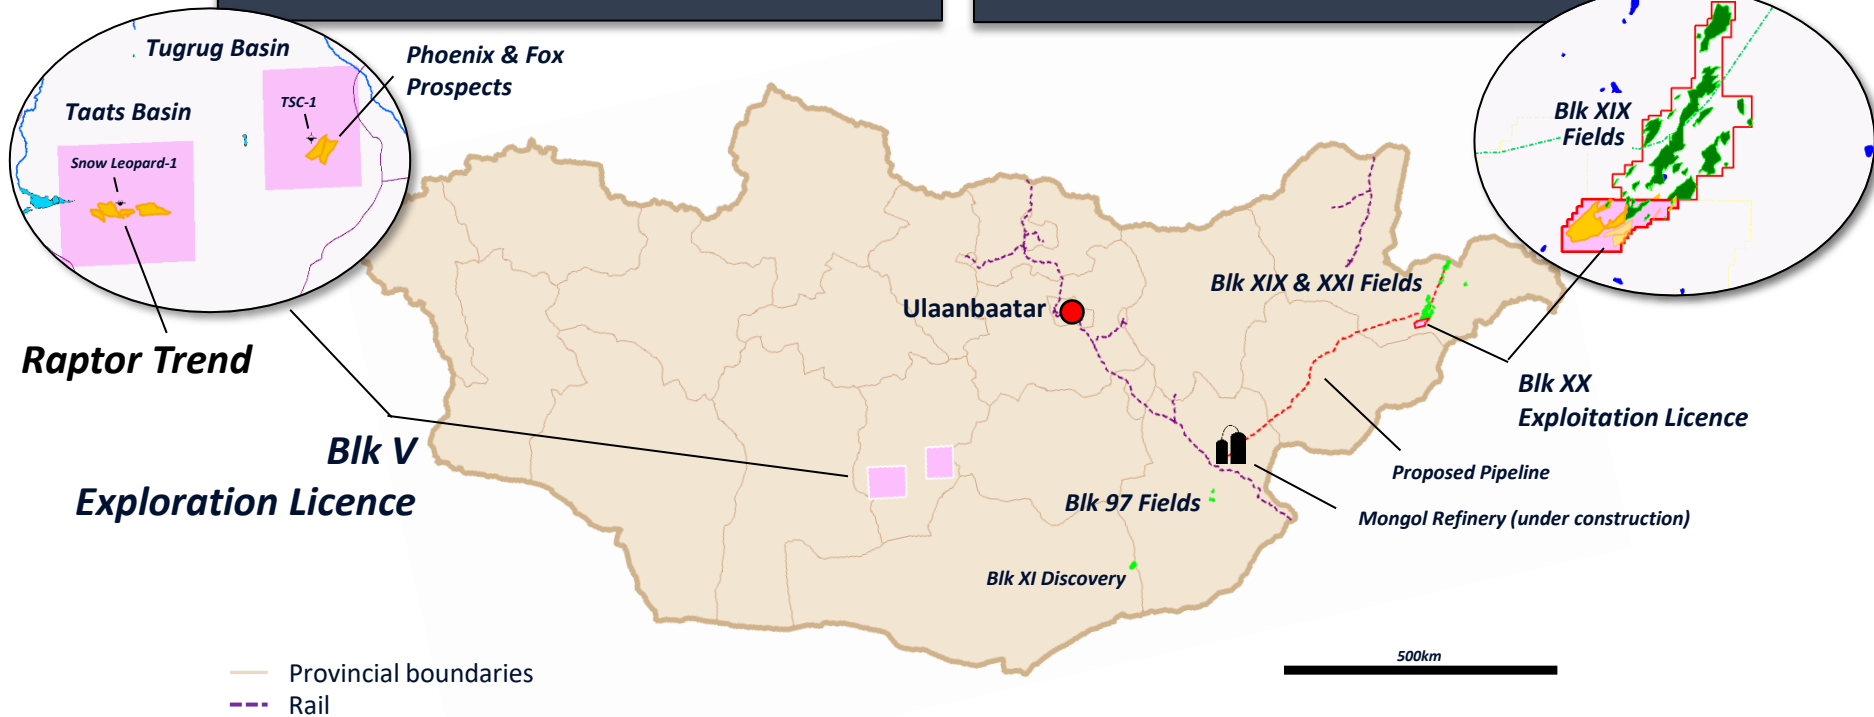 Tugrug Basin
Phoenix & Fox
Prospects
TSC-1
Taats Basin
Snow Leopard-1
Blk XIX
Fields
Raptor Trend
Ulaanbaatar
Blk XIX & XXI Fields
Blk XX
Exploitation Licence
Blk V
Exploration Licence
Proposed Pipeline
Blk 97 Fields
Mongol Refinery (under construction)
Blk XI Discovery
500km
Provincial boundaries
Rail